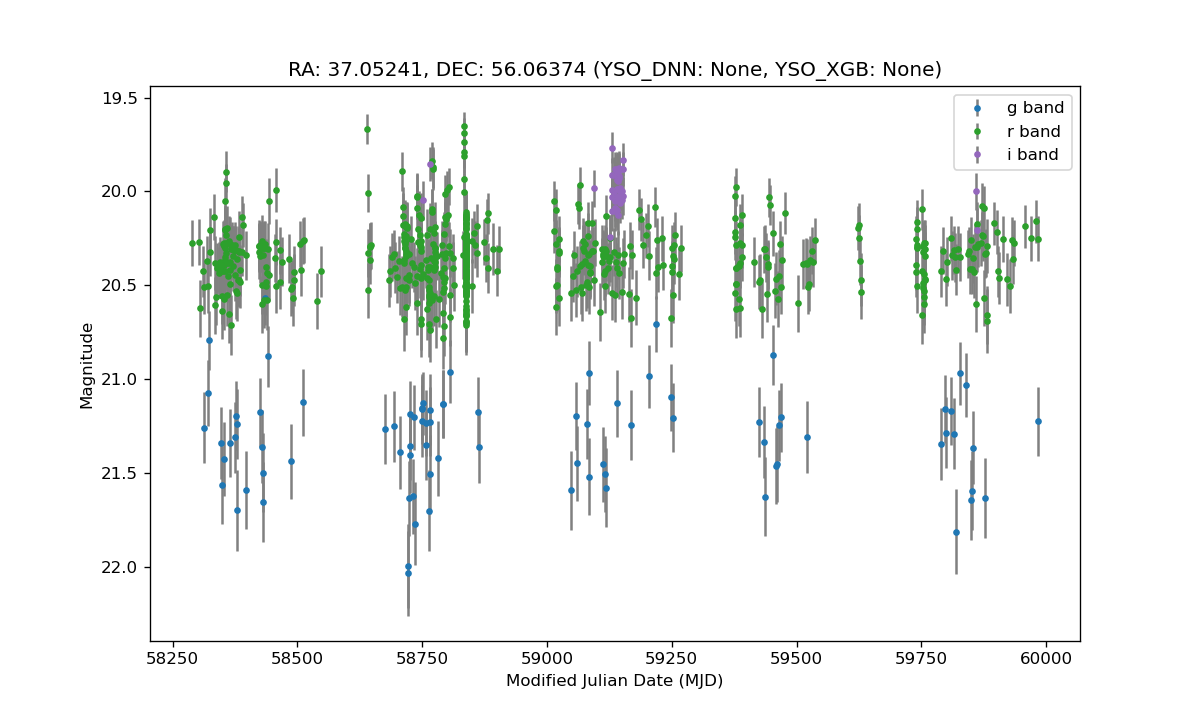 RA: 37.05241, DEC: 56.06374 (YSO_DNN: None, YSO_XGB: None)
g band
r band
i band
19.5
20.0
20.5
21.0
21.5
22.0
Magnitude
58250 58500 58750 59000 59250 59500 59750 60000
Modified Julian Date (MJD)